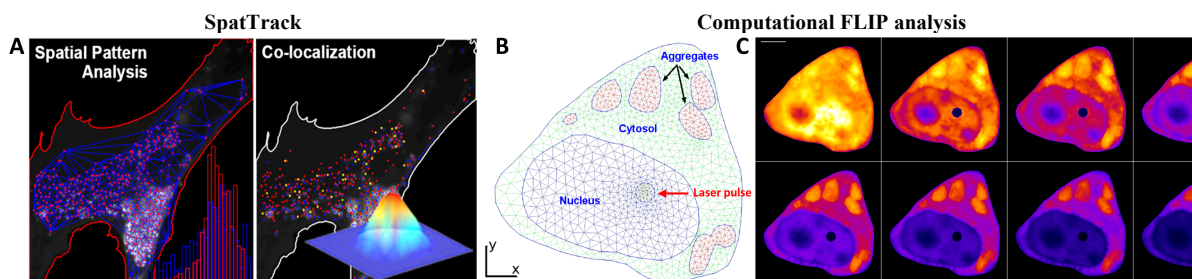 SpatTrack
Computational FLIP analysis
A
Spatial Pattern
Analysis
Co-localization
B
Aggregates
Cytosol
Nucleus
Laser pulse
y
x
C